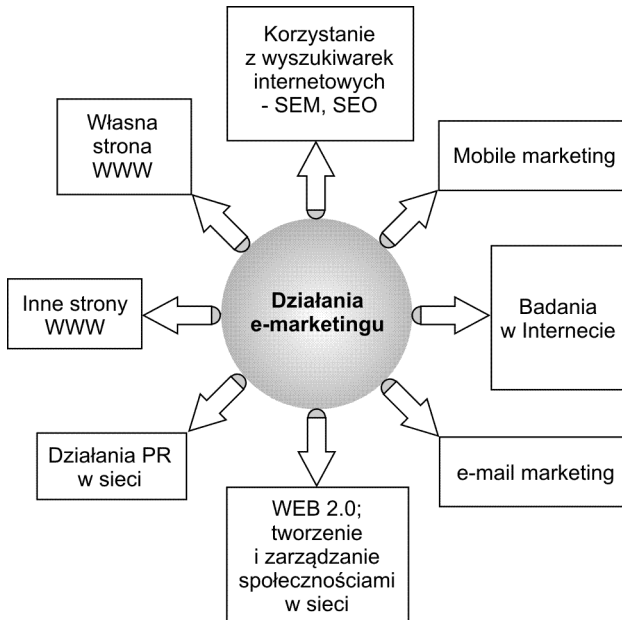 Korzystanie
z wyszukiwarek
internetowych
- SEM, SEO
Własna
strona
WWW
Mobile marketing
Inne strony
WWW
Działania
e-marketingu
Badania
w Internecie
Działania PR
w sieci
e-mail marketing
WEB 2.0;
tworzenie
i zarządzanie
społecznościami
w sieci